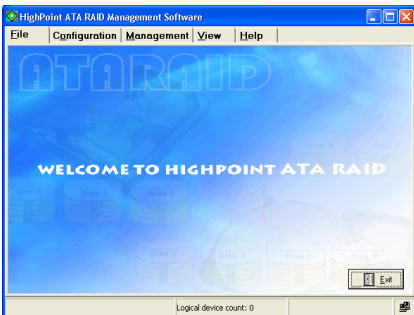 HighPoint ATA RAID Management Software
File Configuration Management View Help
ATARAID
WELCOME TO HIGHPOINT ATA RAID
Exit
Logical device count: 0